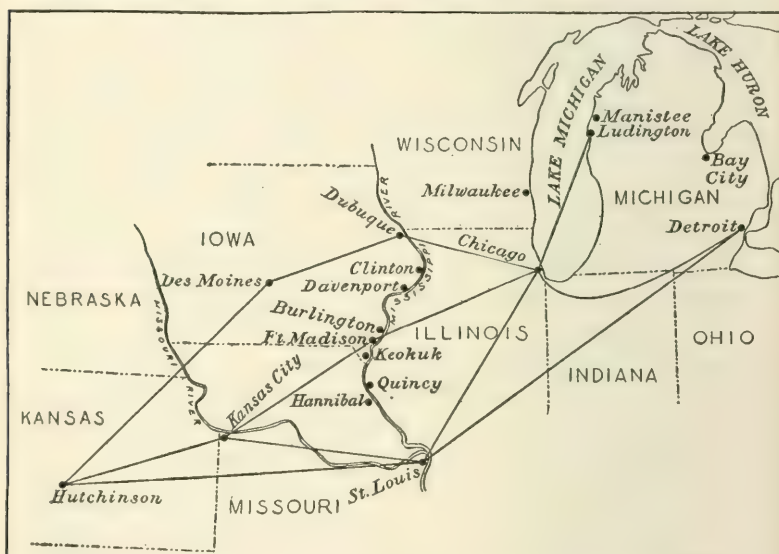 LAKE HURON
LAKE MICHIGAN
Manistee
Ludington
WISCONSIN
Bay
City
MICHIGAN
Milwaukee
RIVER
Dubuque
Detroit
IOWA
Chicago
Clinton
Des Moines
Davenport
MISSISSIPPI
NEBRASKA
MISSOURI
RIVER
Burlington
Ft. Madison
ILLINOIS
OHIO
Keokuk
INDIANA
Kansas City
Quincy
Hannibal
KANSAS
St. Louis
Hutchinson
MISSOURI